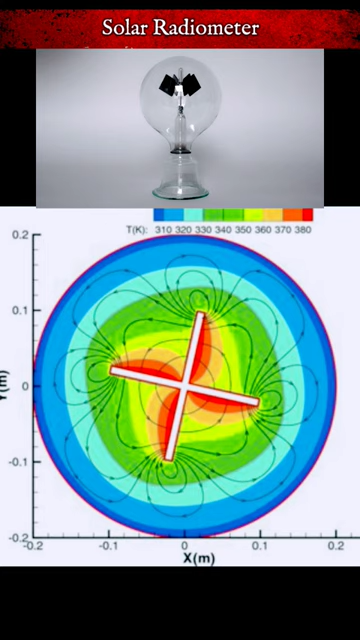 Solar Radiometer
T(K): 310 320 330 340 350 360 370 380
0.2
0.1
0
-0.1
-0.2
Y(m)
-0.2 -0.1 0 0.1 0.2
X(m)